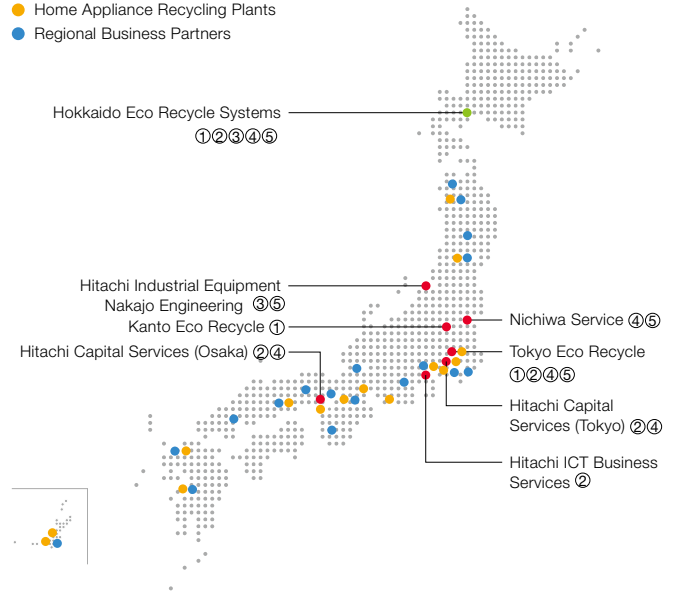 Home Appliance Recycling Plants
Regional Business Partners
Hokkaido Eco Recycle Systems
①②③④⑤
Hitachi Industrial Equipment
Nakajo Engineering ③⑤
Kanto Eco Recycle ①
Hitachi Capital Services (Osaka) ②④
Nichiwa Service ④⑤
Tokyo Eco Recycle
①②④⑤
Hitachi Capital
Services (Tokyo) ②④
Hitachi ICT Business
Services ②